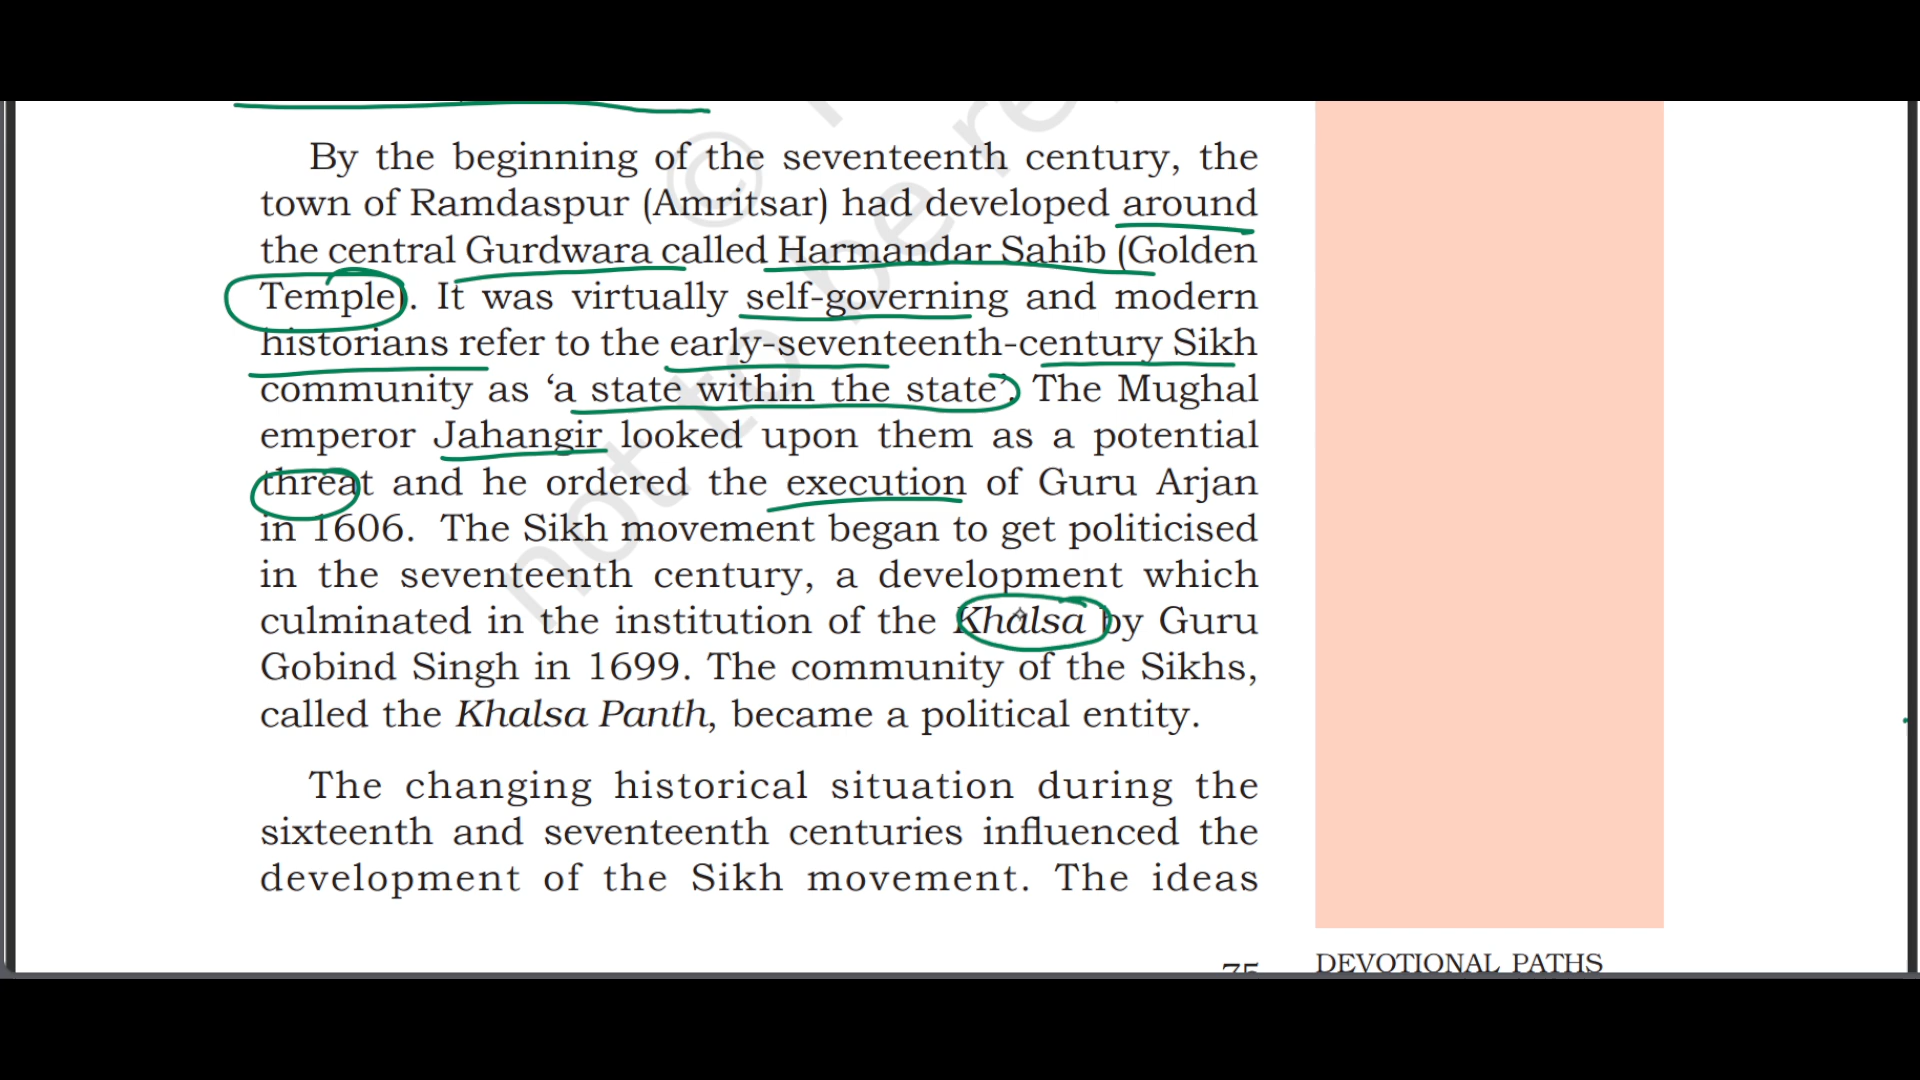 By the beginning of the seventeenth century, the
town of Ramdaspur (Amritsar) had developed around
the central Gurdwara called Harmandar Sahib (Golden
Temple). It was virtually self-governing and modern
historians refer to the early-seventeenth-century Sikh
community as ‘a state within the state’. The Mughal
emperor Jahangir looked upon them as a potential
threat and he ordered the execution of Guru Arjan
in 1606. The Sikh movement began to get politicised
in the seventeenth century, a development which
culminated in the institution of the Khalsa by Guru
Gobind Singh in 1699. The community of the Sikhs,
called the Khalsa Panth, became a political entity.
The changing historical situation during the
sixteenth and seventeenth centuries influenced the
development of the Sikh movement. The ideas
75
DEVOTIONAL PATHS
© 
not to be re